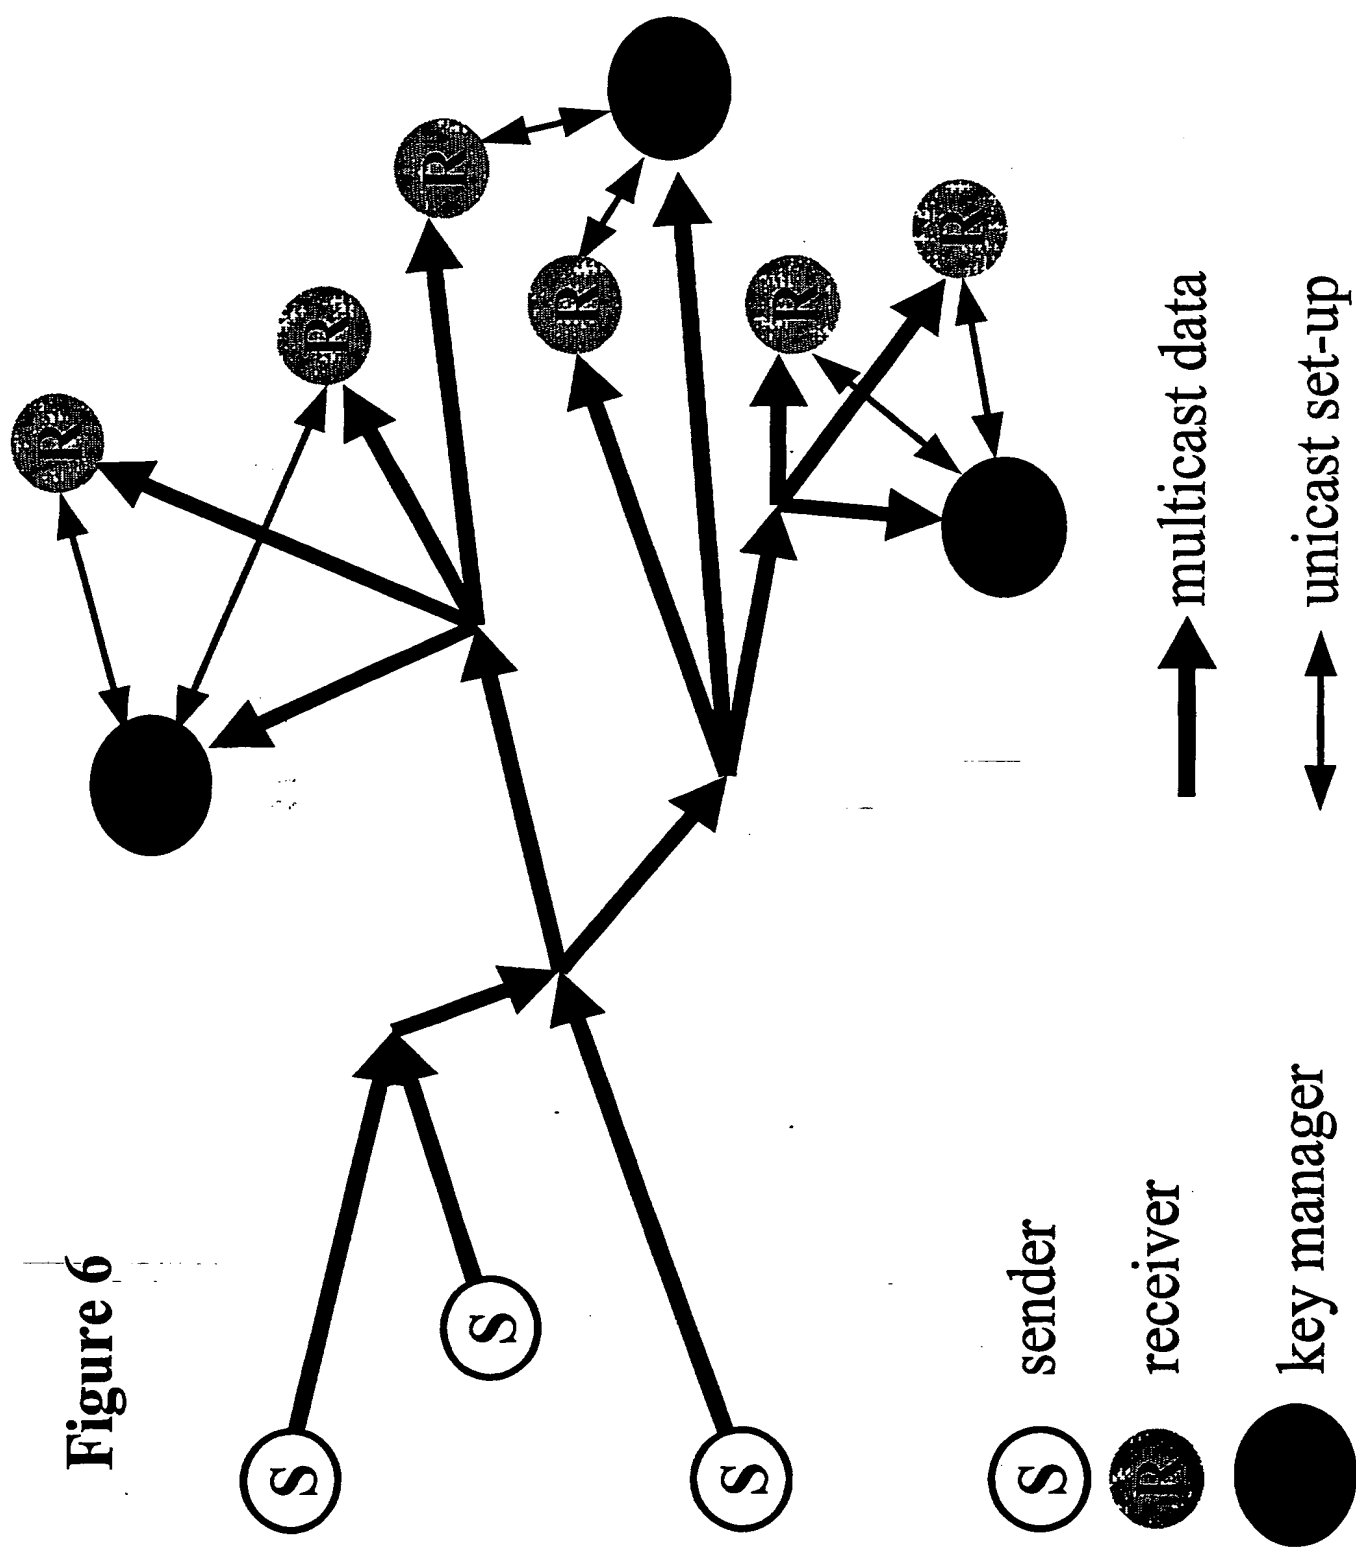 Figure 6
R
R
R
R
R
R
S
S
S
S sender
R receiver
key manager
multicast data
unicast set-up